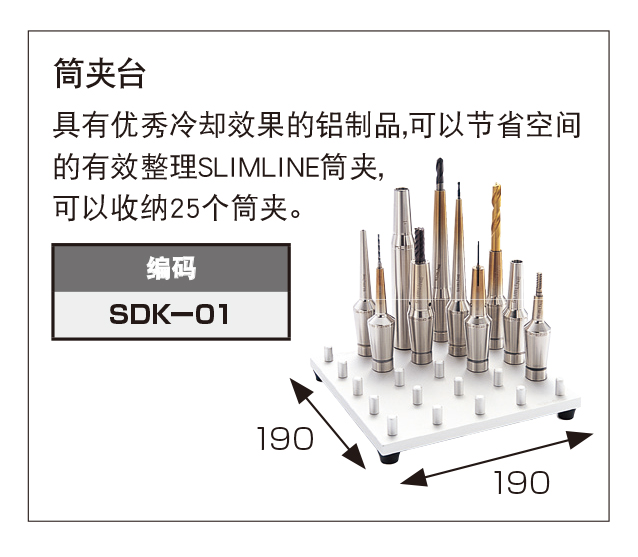 筒夹台
具有优秀冷却效果的铝制品,可以节省空间
的有效整理SLIMLINE筒夹,
可以收纳25个筒夹。
编码
SDK－01
190
190